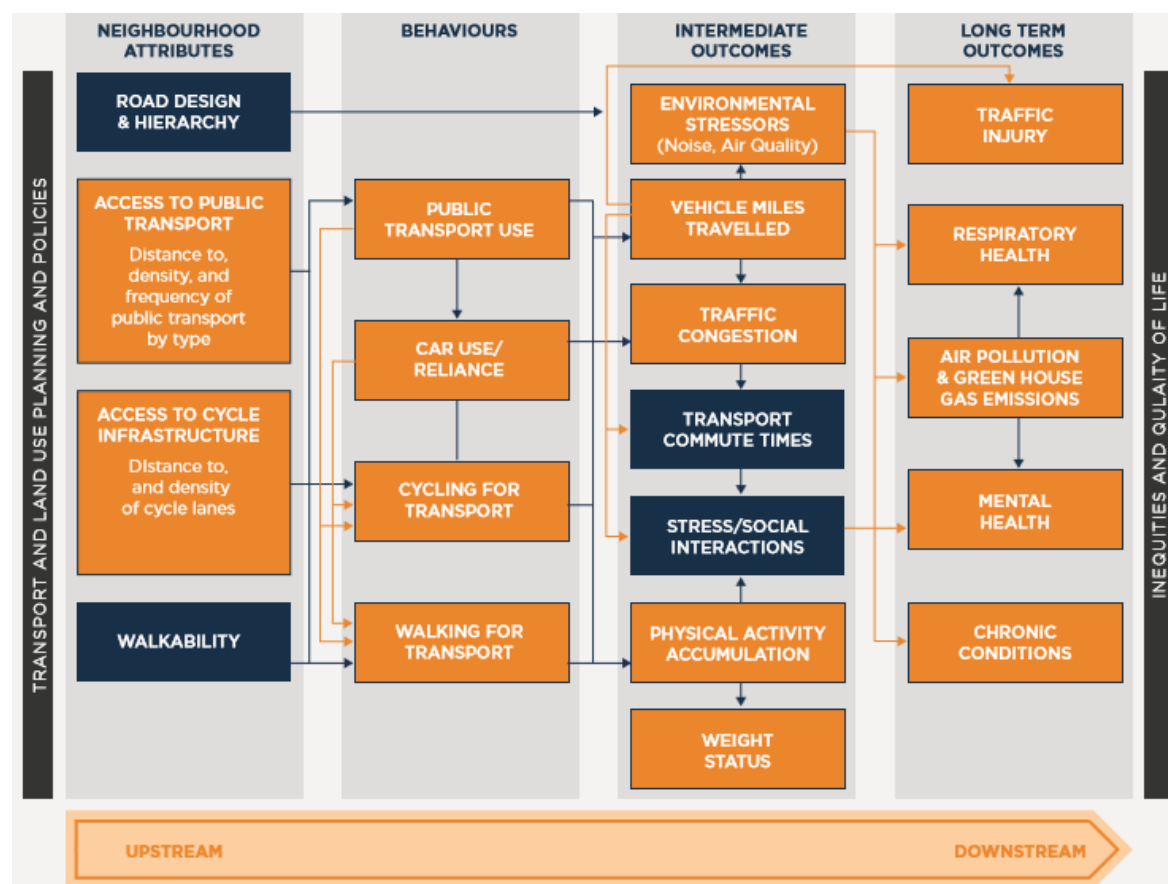 NEIGHBOURHOOD
ATTRIBUTES
BEHAVIOURS
INTERMEDIATE
OUTCOMES
LONG TERM
OUTCOMES
TRANSPORT AND LAND USE PLANNING AND POLICIES
ROAD DESIGN
& HIERARCHY
ACCESS TO PUBLIC
TRANSPORT
Distance to,
density, and
frequency of
public transport
by type
ACCESS TO CYCLE
INFRASTRUCTURE
Distance to,
and density
of cycle lanes
WALKABILITY
PUBLIC
TRANSPORT USE
CAR USE/
RELIANCE
CYCLING FOR
TRANSPORT
WALKING FOR
TRANSPORT
ENVIRONMENTAL
STRESSORS
(Noise, Air Quality)
VEHICLE MILES
TRAVELLED
TRAFFIC
CONGESTION
TRANSPORT
COMMUTE TIMES
STRESS/SOCIAL
INTERACTIONS
PHYSICAL ACTIVITY
ACCUMULATION
WEIGHT
STATUS
TRAFFIC
INJURY
RESPIRATORY
HEALTH
AIR POLLUTION
& GREEN HOUSE
GAS EMISSIONS
MENTAL
HEALTH
CHRONIC
CONDITIONS
INEQUITIES AND QULAITY OF LIFE
UPSTREAM
DOWNSTREAM